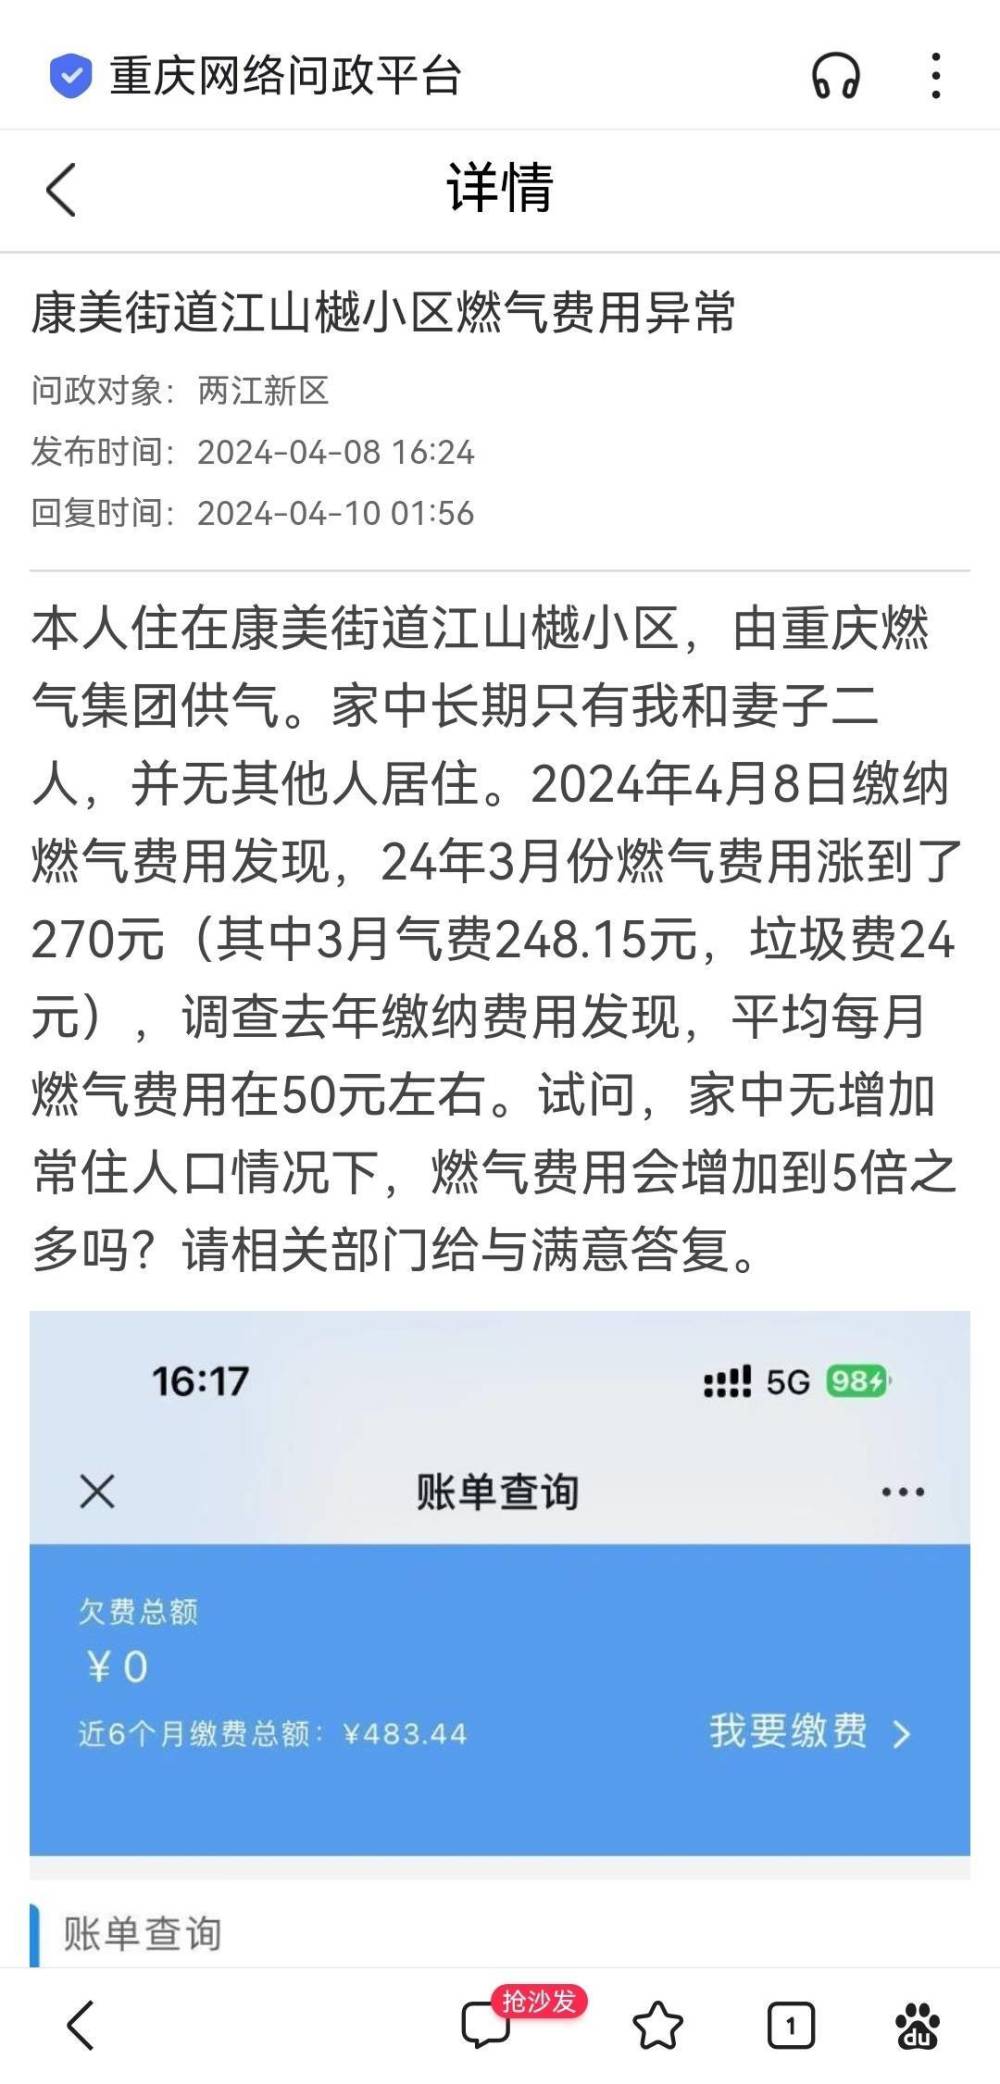 重庆网络问政平台
详情
康美街道江山樾小区燃气费用异常
问政对象：两江新区
发布时间：2024-04-08 16:24
回复时间：2024-04-10 01:56
本人住在康美街道江山樾小区，由重庆燃
气集团供气。家中长期只有我和妻子二
人，并无其他人居住。2024年4月8日缴纳
燃气费用发现，24年3月份燃气费用涨到了
270元（其中3月气费248.15元，垃圾费24
元），调查去年缴纳费用发现，平均每月
燃气费用在50元左右。试问，家中无增加
常住人口情况下，燃气费用会增加到5倍之
多吗？请相关部门给与满意答复。
16:17
5G 98
账单查询
欠费总额
¥0
近6个月缴费总额：¥483.44
我要缴费
账单查询
抢沙发
1
du